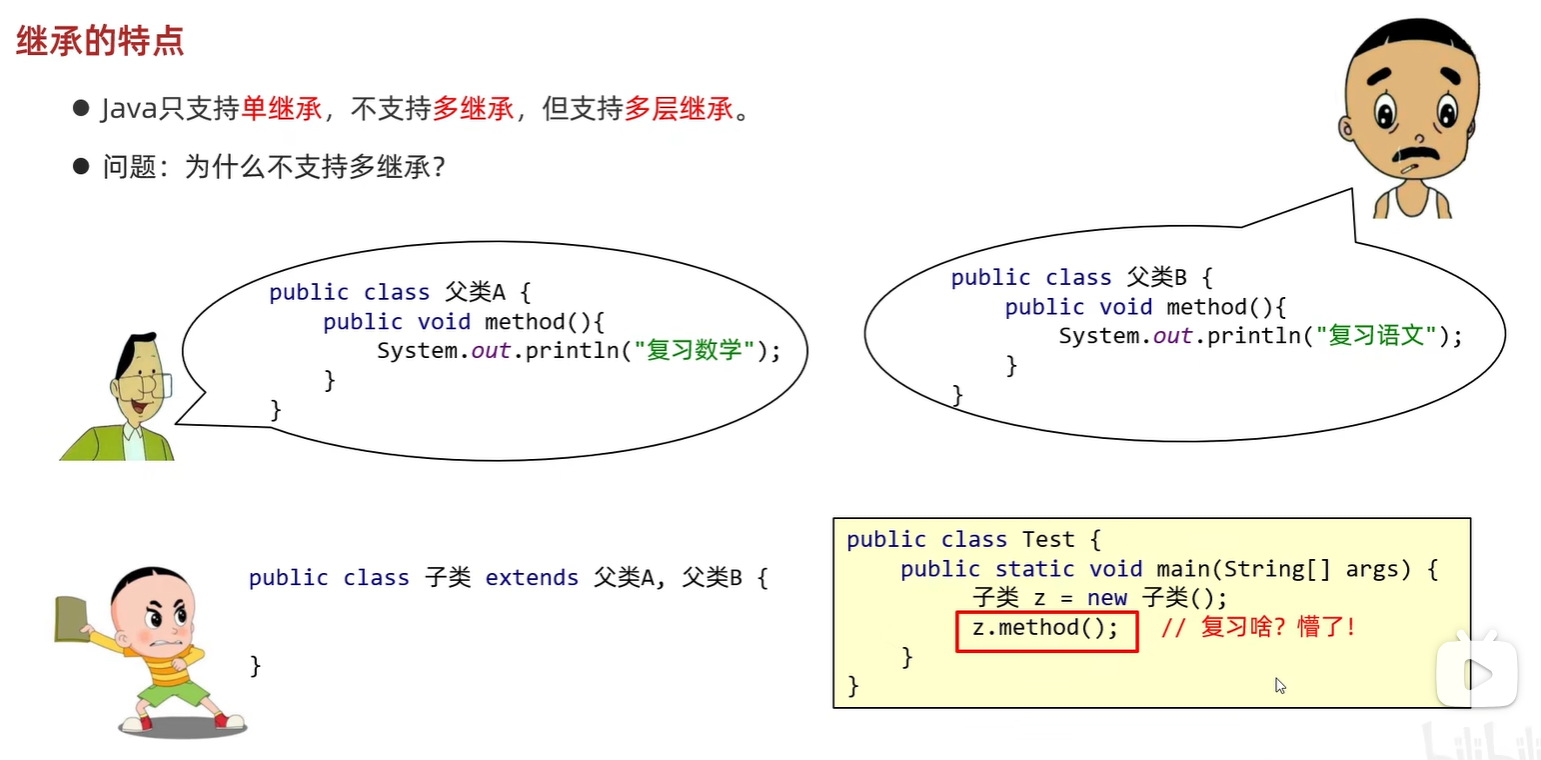 继承的特点
● Java只支持单继承，不支持多继承，但支持多层继承。
● 问题：为什么不支持多继承？
public class 父类A {
    public void method(){
        System.out.println("复习数学");
    }
}
public class 父类B {
    public void method(){
        System.out.println("复习语文");
    }
}
public class 子类 extends 父类A, 父类B {
}
public class Test {
    public static void main(String[] args) {
        子类 z = new 子类();
        z.method();   // 复习啥？懵了！
    }
}
bilibili